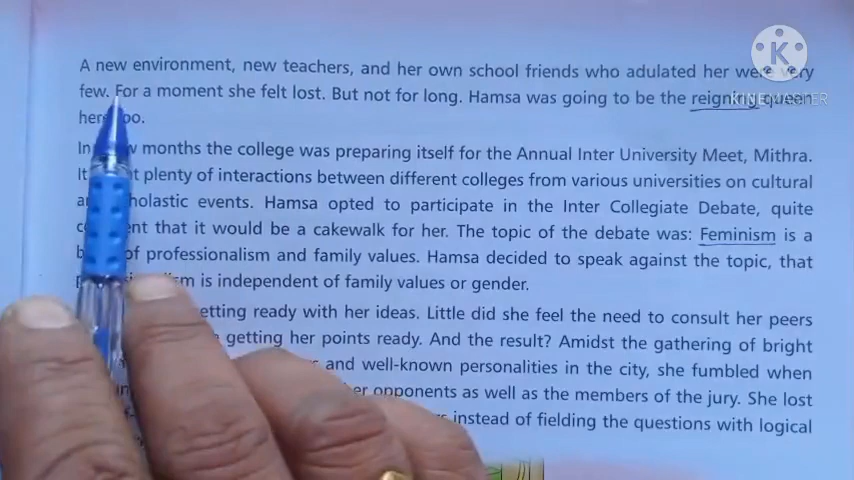 A new environment, new teachers, and her own school friends who adulated her were very
few. For a moment she felt lost. But not for long. Hamsa was going to be the reigning queen
here too.
In months the college was preparing itself for the Annual Inter University Meet, Mithra.
plenty of interactions between different colleges from various universities on cultural
scholastic events. Hamsa opted to participate in the Inter Collegiate Debate, quite
that it would be a cakewalk for her. The topic of the debate was: Feminism is a
of professionalism and family values. Hamsa decided to speak against the topic, that
is independent of family values or gender.
getting ready with her ideas. Little did she feel the need to consult her peers
getting her points ready. And the result? Amidst the gathering of bright
and well-known personalities in the city, she fumbled when
opponents as well as the members of the jury. She lost
instead of fielding the questions with logical
K
KINEMASTER